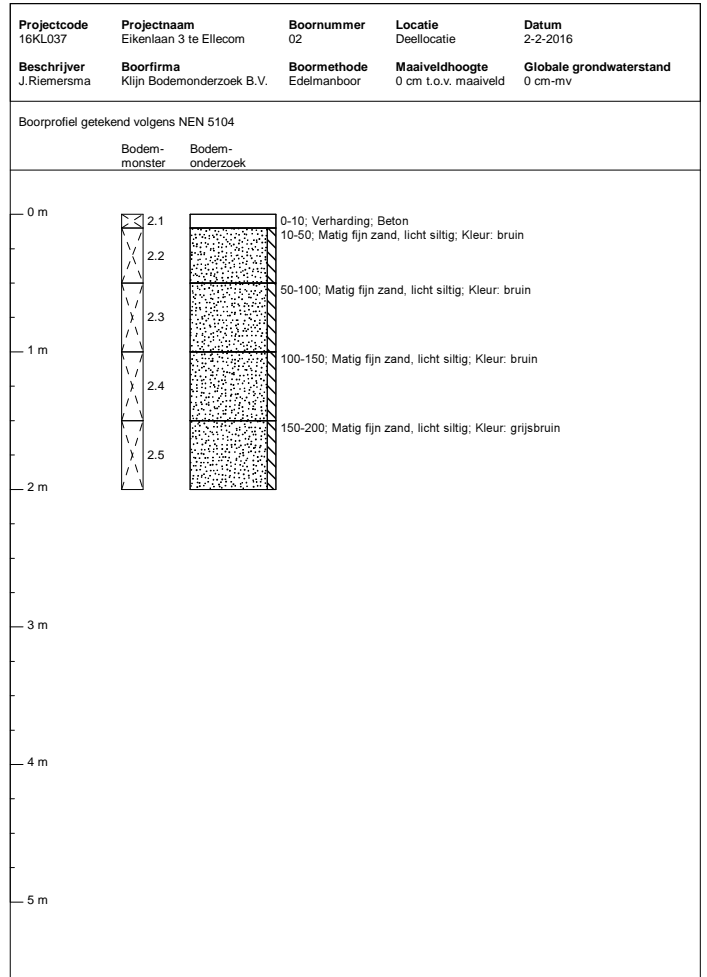 Projectcode Projectnaam Boornummer Locatie Datum
16KL037 Eikenlaan 3 te Ellecom 02 Deellocatie 2-2-2016
Beschrijver Boorfirma Boormethode Maaiveldhoogte Globale grondwaterstand
J.Riemersma Klijn Bodemonderzoek B.V. Edelmanboor 0 cm t.o.v. maaiveld 0 cm-mv
Boorprofiel getekend volgens NEN 5104
Bodem- Bodem-
monster onderzoek
0 m
2.1 0-10; Verharding; Beton
10-50; Matig fijn zand, licht siltig; Kleur: bruin
2.2
50-100; Matig fijn zand, licht siltig; Kleur: bruin
2.3
1 m
100-150; Matig fijn zand, licht siltig; Kleur: bruin
2.4
150-200; Matig fijn zand, licht siltig; Kleur: grijsbruin
2.5
2 m
3 m
4 m
5 m